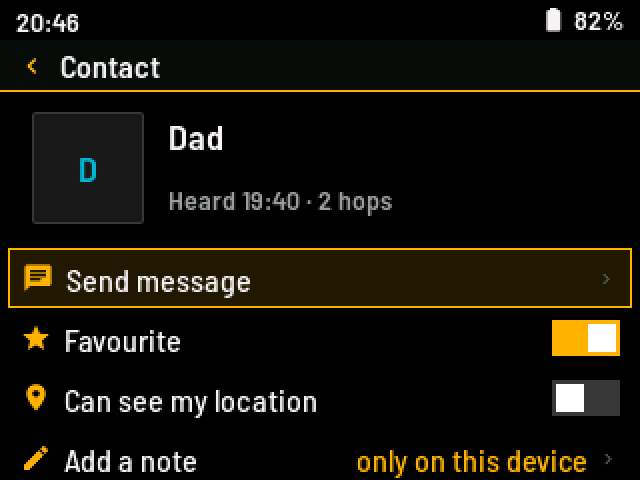 20:46
82%
Contact
D
Dad
Heard 19:40 · 2 hops
Send message
Favourite
Can see my location
Add a note
only on this device